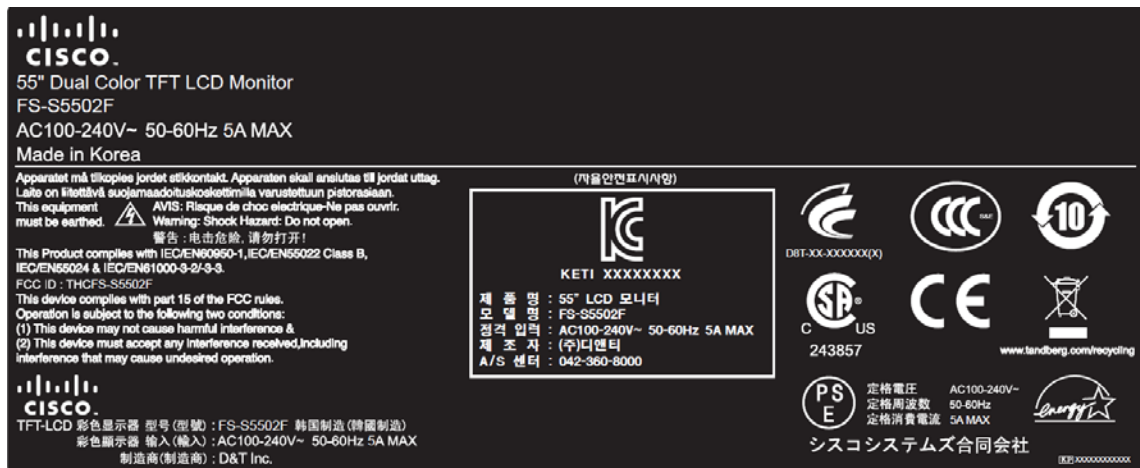 CISCO
55" Dual Color TFT LCD Monitor
FS-S5502F
AC100-240V~ 50-60Hz 5A MAX
Made in Korea
Apparatet må tilkoples jordet stikkontakt. Apparaten skall anslutas till jordat uttag.
Laite on liitettävä suojamaadoituskoskettimilla varustettuun pistorasiaan.
This equipment must be earthed.
AVIS: Risque de choc electrique-Ne pas ouvrir.
Warning: Shock Hazard: Do not open.
警告 : 电击危险, 请勿打开!
This Product complies with IEC/EN60950-1,IEC/EN55022 Class B,
IEC/EN55024 & IEC/EN61000-3-2/-3-3.
FCC ID : THCFS-S5502F
This device complies with part 15 of the FCC rules.
Operation is subject to the following two conditions:
(1) This device may not cause harmful interference &
(2) This device must accept any interference received,including
interference that may cause undesired operation.
CISCO
TFT-LCD 彩色显示器 型号(型號) : FS-S5502F 韩国制造(韓國制造)
彩色顯示器 输入(輸入) : AC100-240V~ 50-60Hz 5A MAX
制造商(制造商) : D&T Inc.
(자율안전표시사항)
KETI XXXXXXXX
제 품 명 : 55" LCD 모니터
모 델 명 : FS-S5502F
정격 입력 : AC100-240V~ 50-60Hz 5A MAX
제 조 자 : (주)디앤티
A/S 센터 : 042-360-8000
D8T-XX-XXXXXX(X)
CCC S&E
10
SA
C US
243857
CE
www.tandberg.com/recycling
PS
E
定格電圧 AC100-240V~
定格周波数 50-60Hz
定格消費電流 5A MAX
energy
シスコシステムズ合同会社
KP XXXXXXXXXXXX